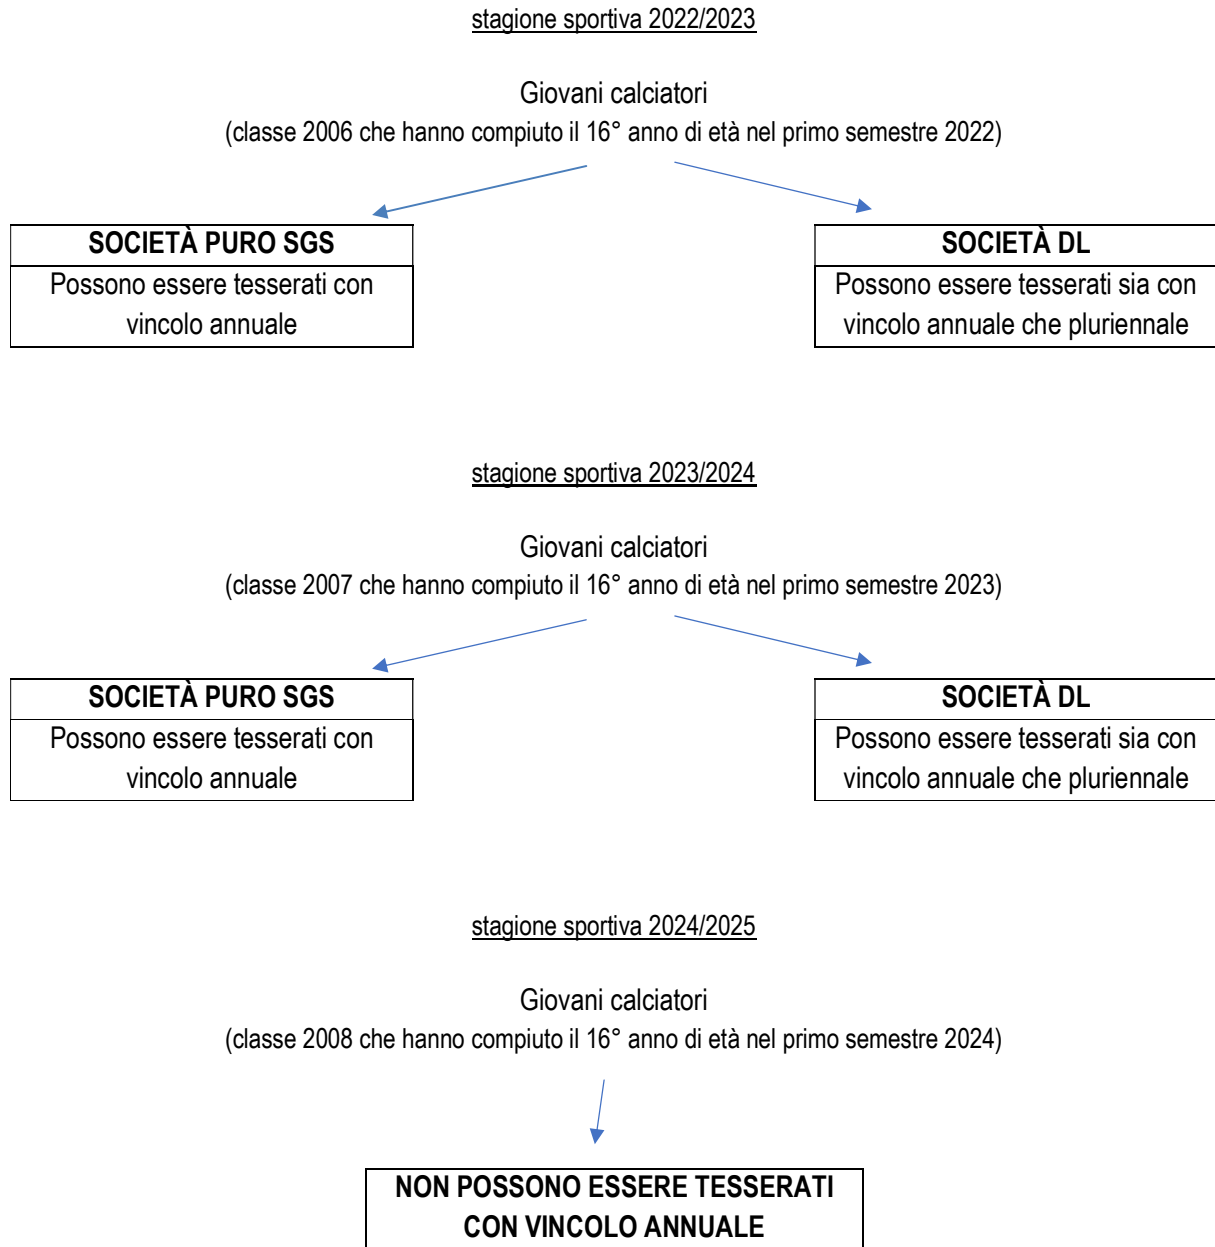 stagione sportiva 2022/2023
Giovani calciatori
(classe 2006 che hanno compiuto il 16° anno di età nel primo semestre 2022)
SOCIETÀ PURO SGS
Possono essere tesserati con
vincolo annuale
SOCIETÀ DL
Possono essere tesserati sia con
vincolo annuale che pluriennale
stagione sportiva 2023/2024
Giovani calciatori
(classe 2007 che hanno compiuto il 16° anno di età nel primo semestre 2023)
SOCIETÀ PURO SGS
Possono essere tesserati con
vincolo annuale
SOCIETÀ DL
Possono essere tesserati sia con
vincolo annuale che pluriennale
stagione sportiva 2024/2025
Giovani calciatori
(classe 2008 che hanno compiuto il 16° anno di età nel primo semestre 2024)
NON POSSONO ESSERE TESSERATI
CON VINCOLO ANNUALE